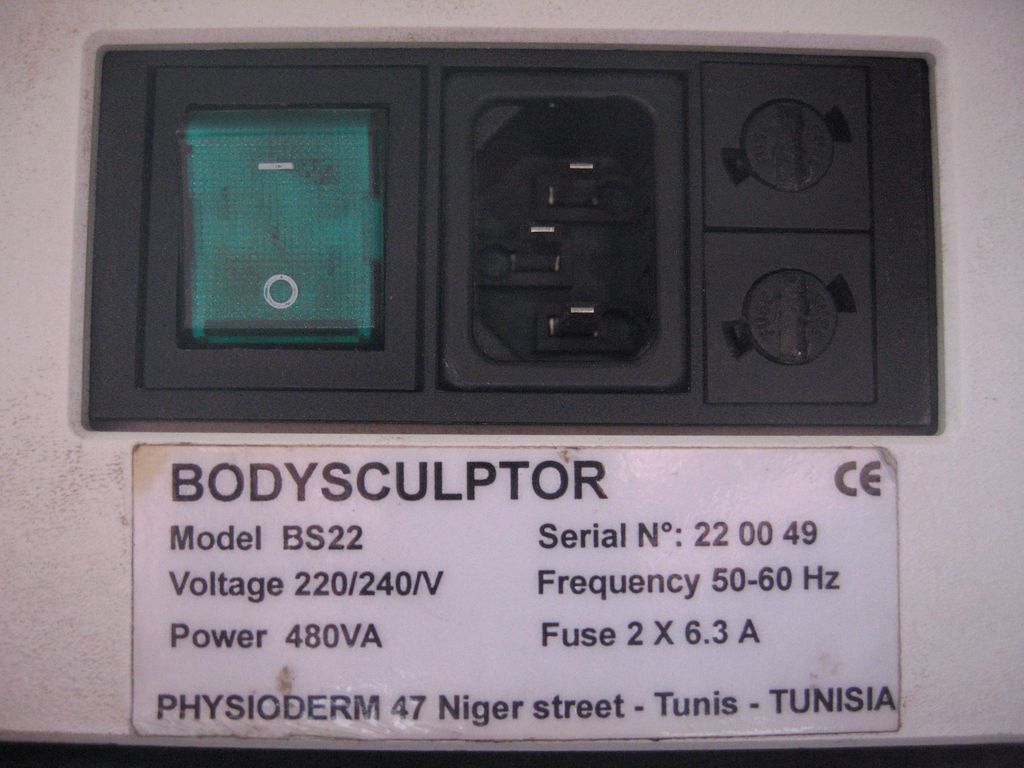 BODYSCULPTOR CE
Model BS22 Serial N°: 22 00 49
Voltage 220/240/V Frequency 50-60 Hz
Power 480VA Fuse 2 X 6.3 A
PHYSIODERM 47 Niger street - Tunis - TUNISIA